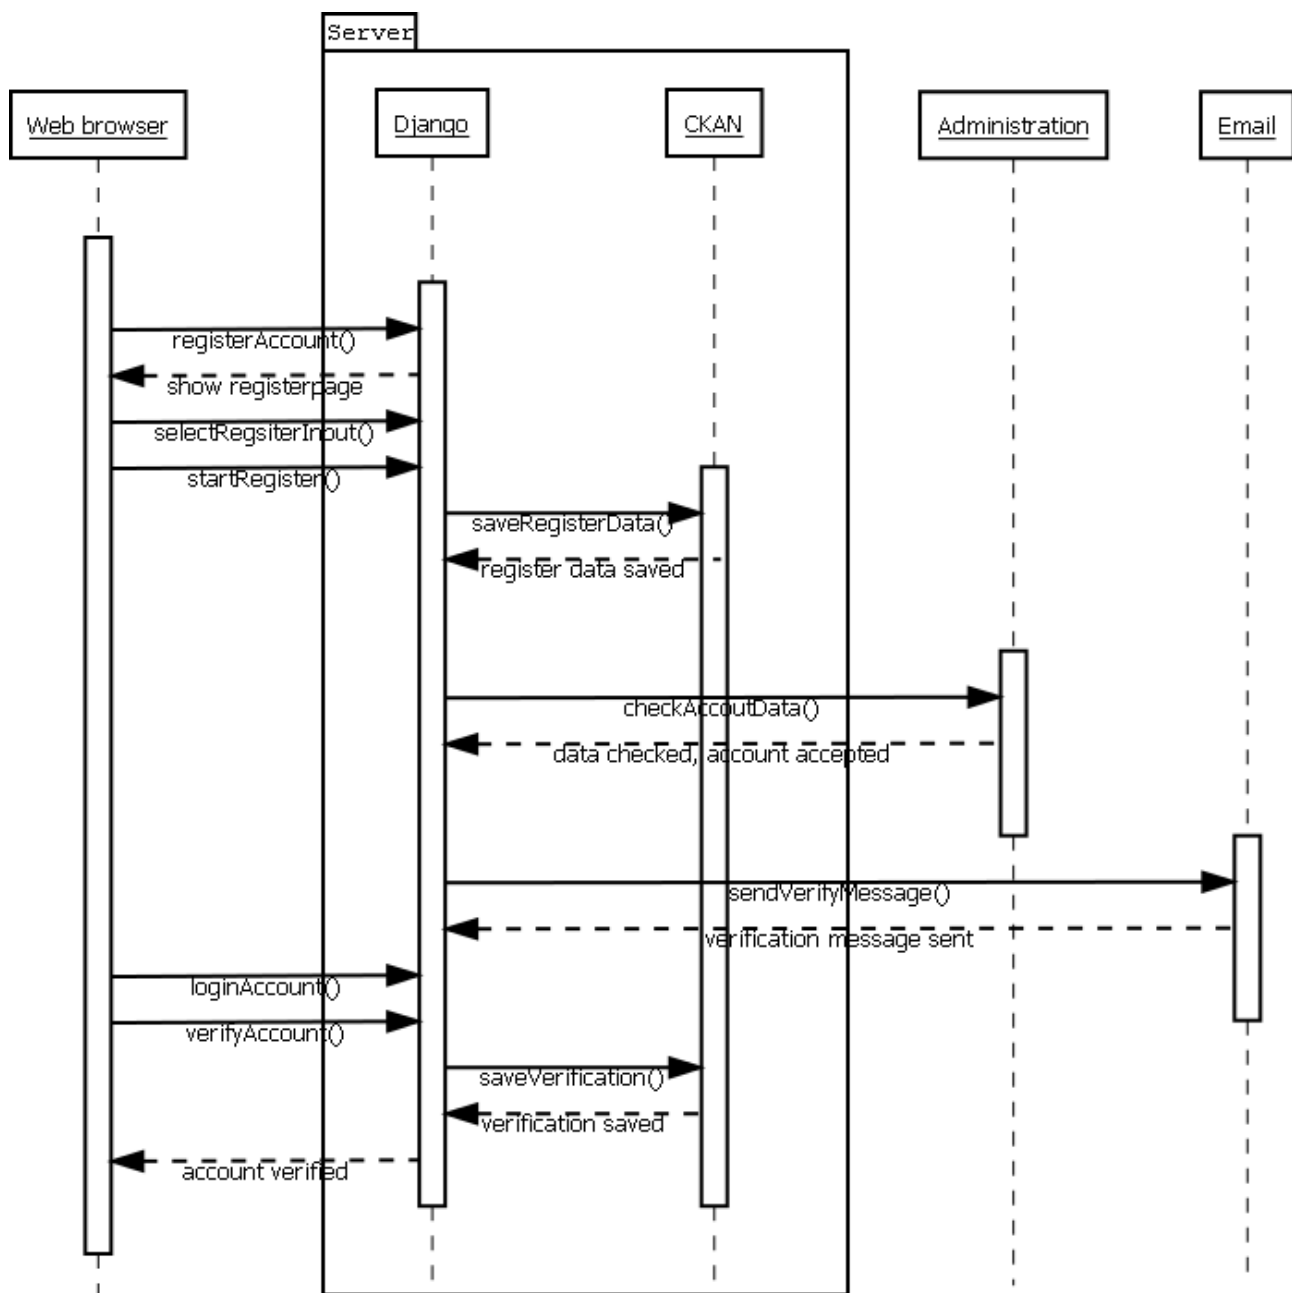 Server
Web browser
Django
CKAN
Administration
Email
registerAccount()
show registerpage
selectRegsiterInput()
startRegister()
saveRegisterData()
register data saved
checkAccoutData()
data checked, account accepted
sendVerifyMessage()
verification message sent
loginAccount()
verifyAccount()
saveVerification()
verification saved
account verified